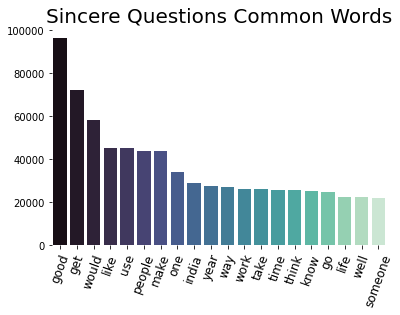 Sincere Questions Common Words
100000
80000
60000
40000
20000
0
good
get
would
like
use
people
make
one
india
year
way
work
take
time
think
know
go
life
well
someone